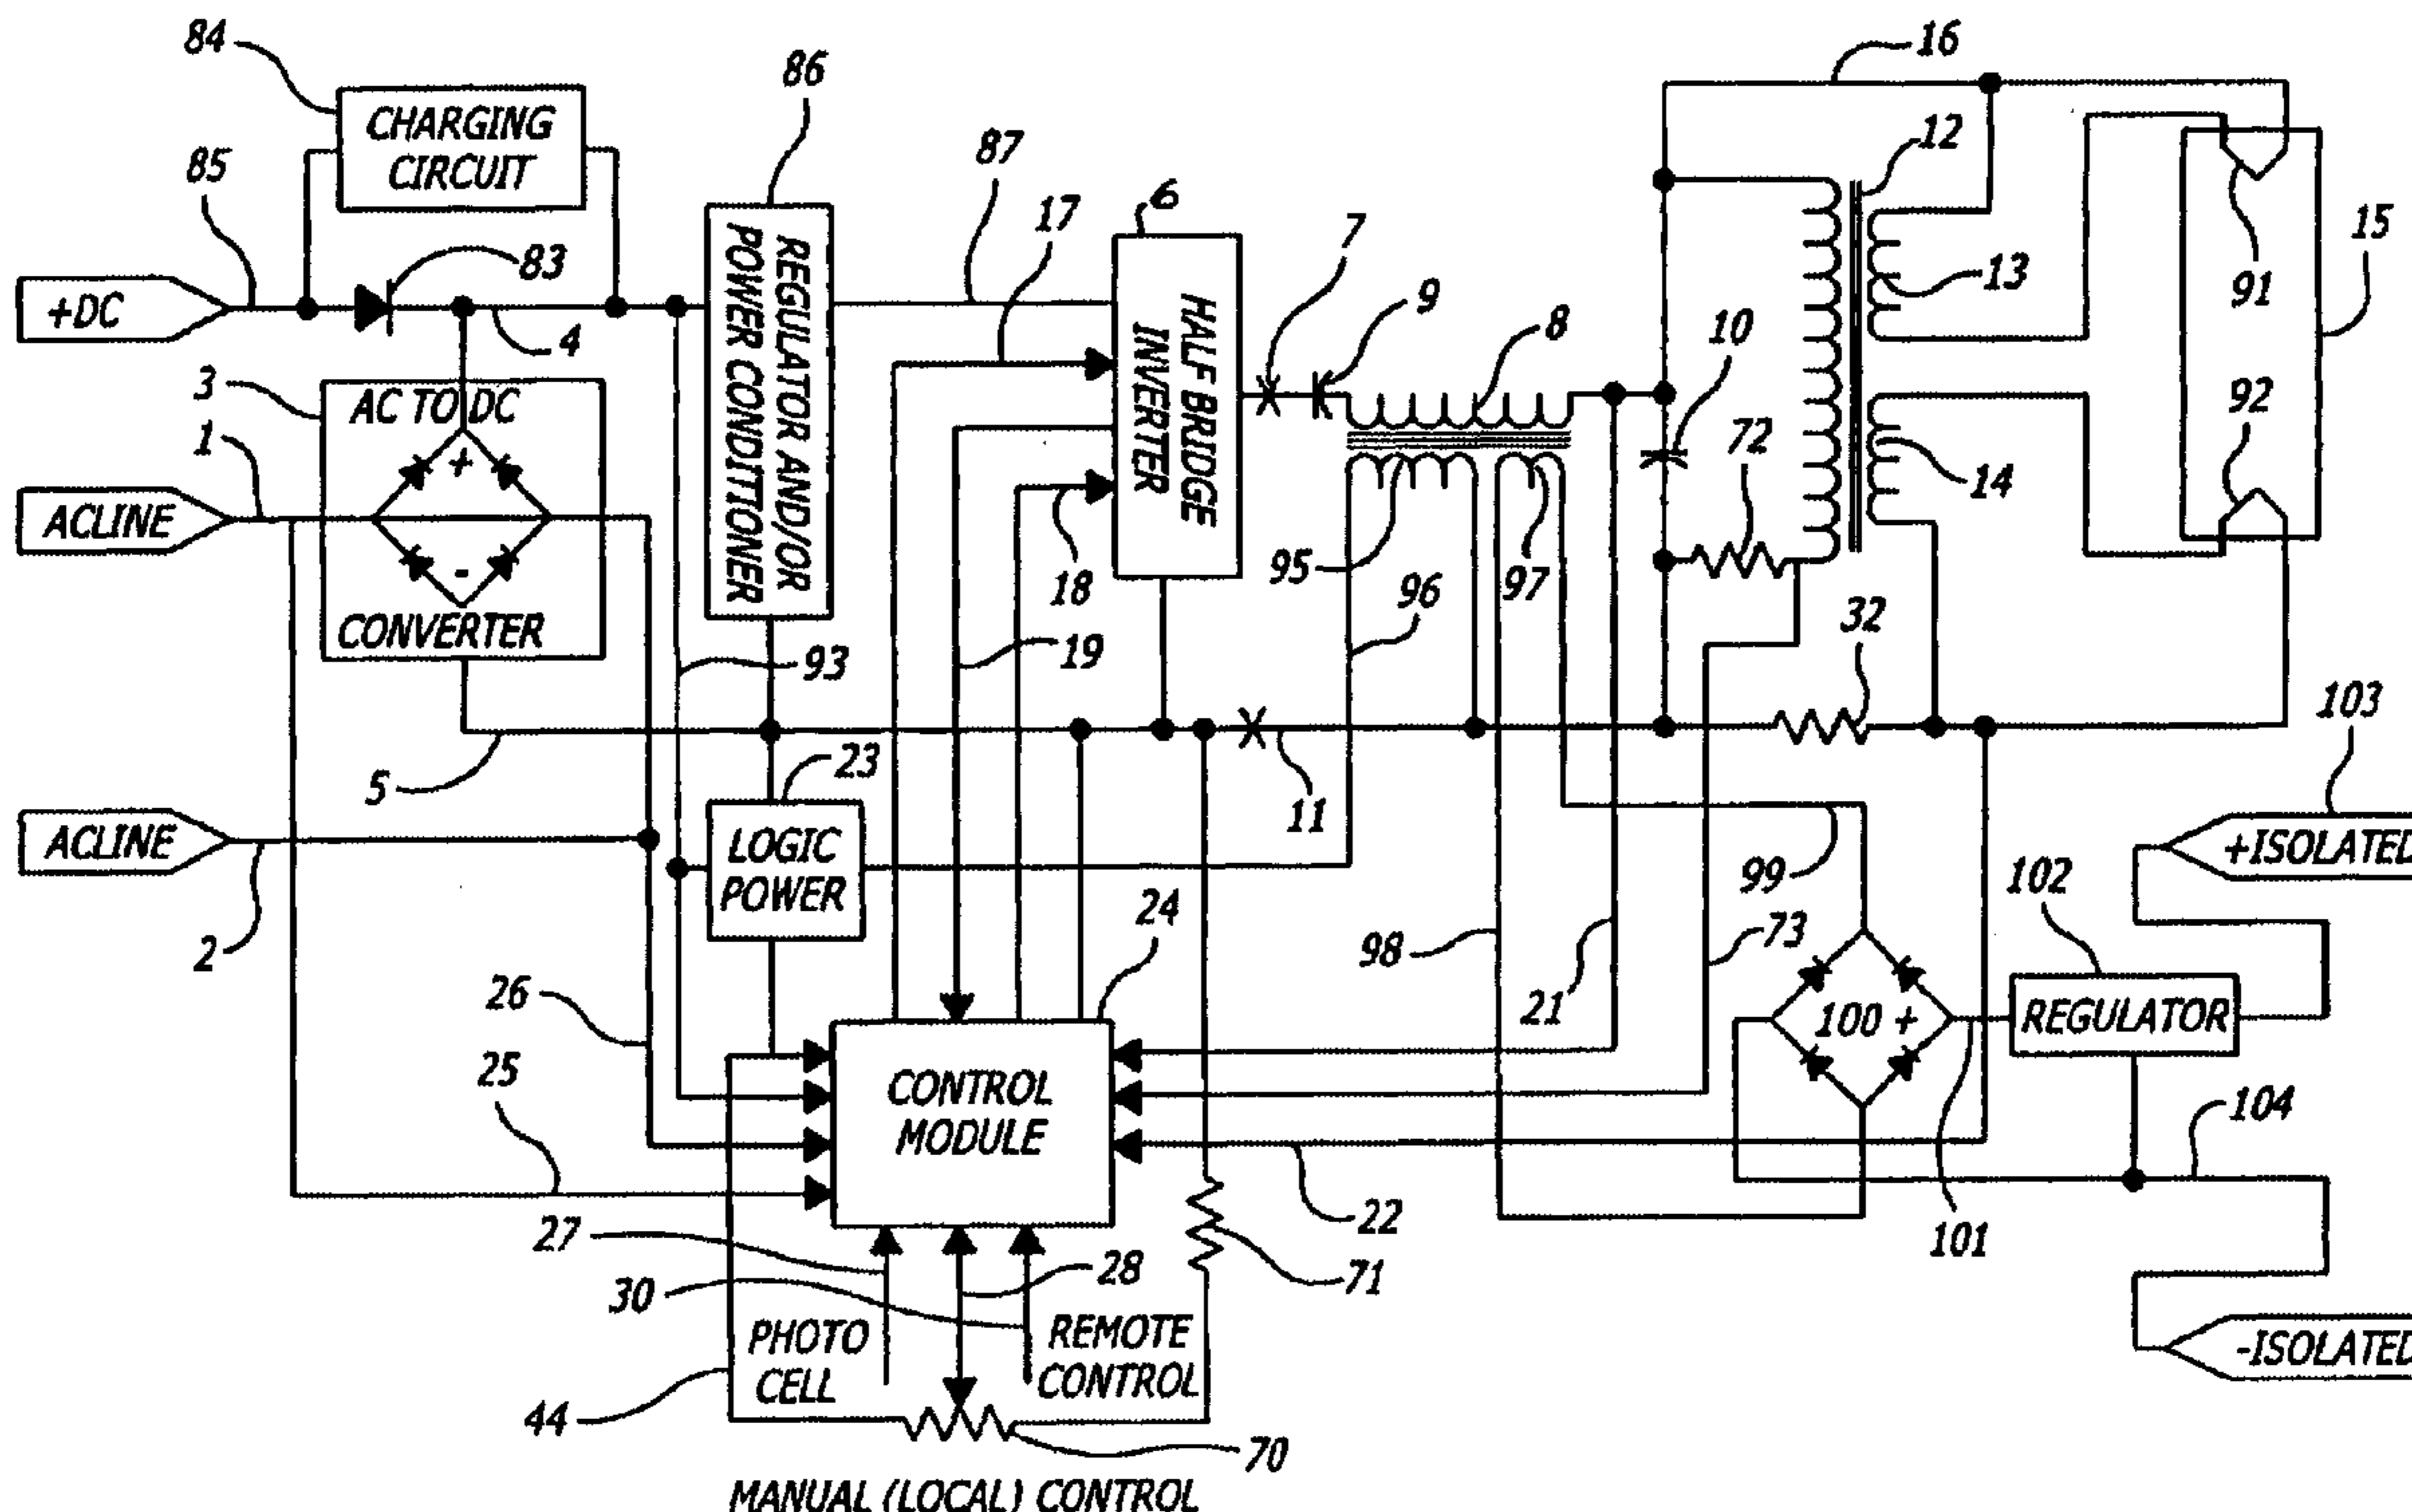 84
16
CHARGING
CIRCUIT
86
87
12
85
17
6
7
15
83
9
8
13
91
+DC
4
10
REGULATOR AND/OR
POWER CONDITIONER
HALF BRIDGE
INVERTER
3
AC TO DC
92
1
+
72
14
ACLINE
-
95
97
18
96
CONVERTER
32
19
93
103
5
23
11
ACLINE
LOGIC
POWER
+ISOLATED
99
102
24
2
98
73
26
21
100 +
REGULATOR
25
CONTROL
MODULE
104
27
22
101
28
71
30
PHOTO
CELL
REMOTE
CONTROL
-ISOLATED
44
70
MANUAL (LOCAL) CONTROL